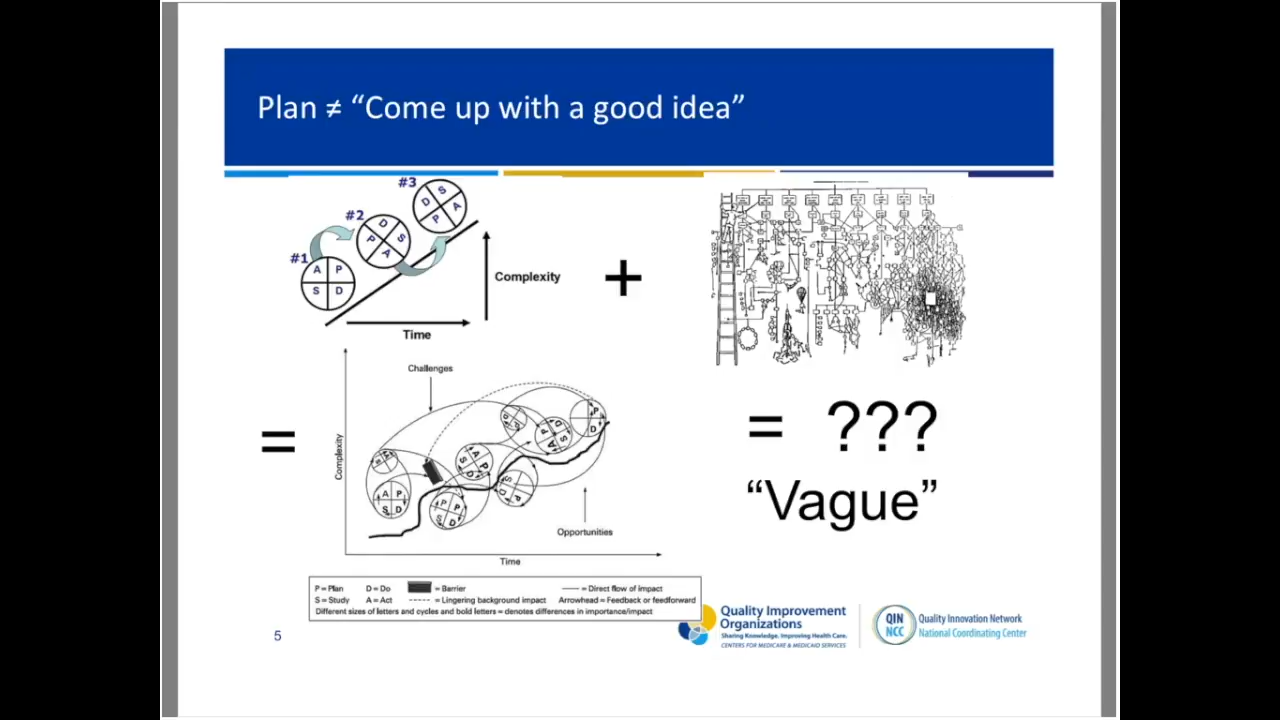 Plan ≠ “Come up with a good idea”
#3
D S
P A
#2
D
P S
A
#1
A P
S D
Complexity
Time
+
Challenges
Complexity
A P
S D
A P
S D
P
D
Opportunities
Time
=
= ???
“Vague”
P = Plan D = Do = Barrier = Direct flow of impact
S = Study A = Act = Lingering background impact Arrowhead = Feedback or feedforward
Different sizes of letters and cycles and bold letters = denotes differences in importance/impact
5
Quality Improvement
Organizations
Sharing Knowledge. Improving Health Care.
CENTERS FOR MEDICARE & MEDICAID SERVICES
QIN
NCC
Quality Innovation Network
National Coordinating Center